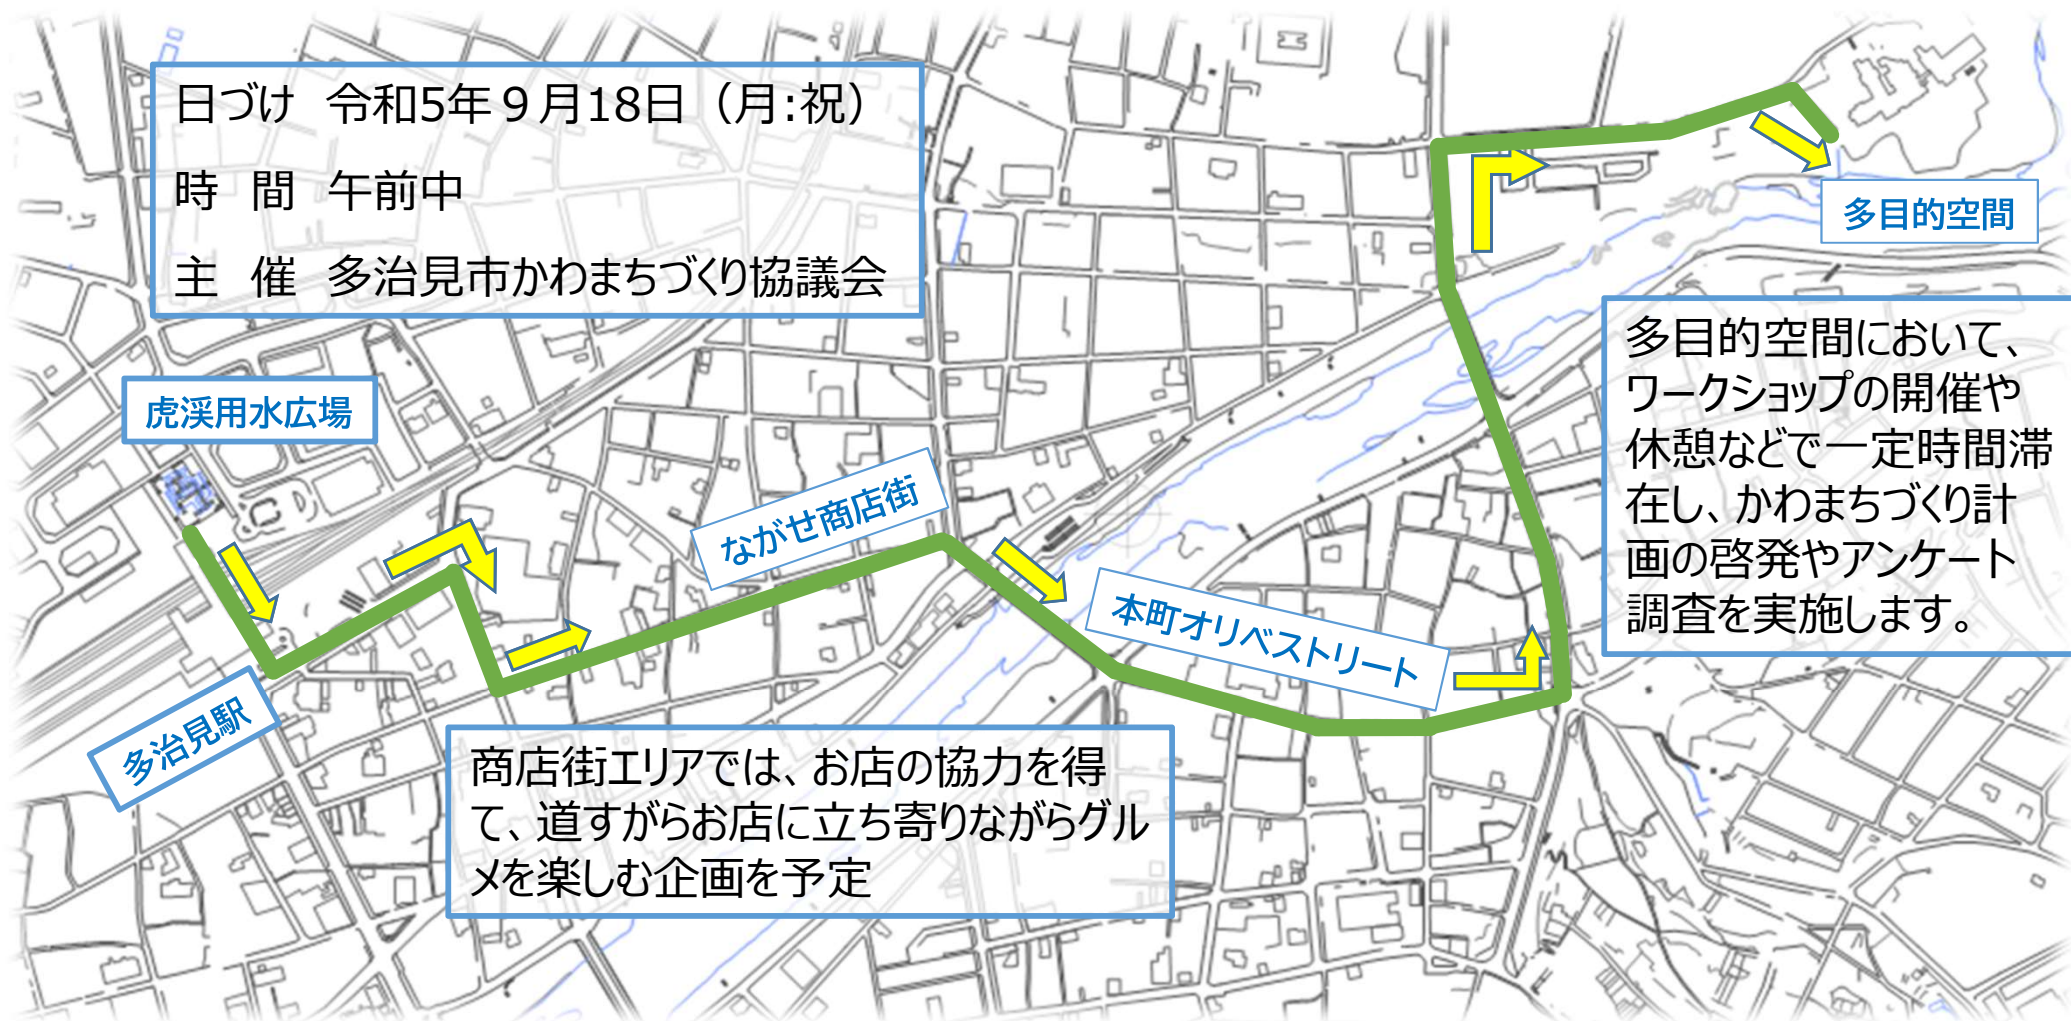 日づけ 令和5年９月18日（月:祝）
時 間 午前中
主 催 多治見市かわまちづくり協議会
多目的空間
多目的空間において、
ワークショップの開催や
休憩などで一定時間滞
在し、かわまちづくり計
画の啓発やアンケート
調査を実施します。
虎渓用水広場
ながせ商店街
本町オリベストリート
多治見駅
商店街エリアでは、お店の協力を得
て、道すがらお店に立ち寄りながらグル
メを楽しむ企画を予定